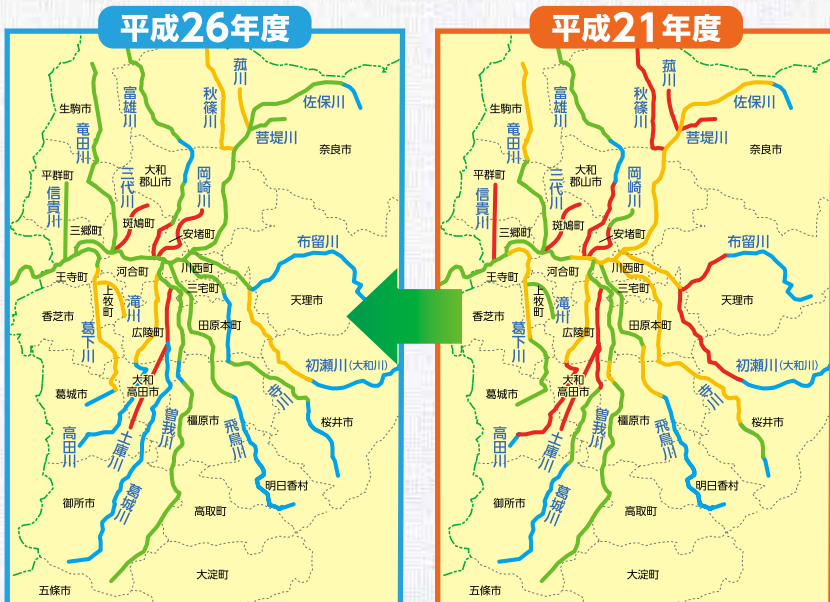 平成26年度
菰川
秋篠川
富雄川
佐保川
生駒市
竜田川
菩堤川
奈良市
平群町
信貴川
三代川
大和
郡山市
岡崎川
斑鳩町
三郷町
安堵町
布留川
王寺町
河合町
川西町
上牧町
滝川
三宅町
天理市
香芝市
葛下川
広陵町
田原本町
初瀬川(大和川)
葛城市
大和
高田市
寺川
高田川
土庫川
曽我川
橿原市
飛鳥川
桜井市
葛城川
明日香村
御所市
高取町
大淀町
五條市
平成21年度
菰川
秋篠川
富雄川
佐保川
生駒市
竜田川
菩堤川
奈良市
平群町
信貴川
三代川
大和
郡山市
岡崎川
斑鳩町
三郷町
安堵町
布留川
王寺町
河合町
川西町
上牧町
滝川
三宅町
天理市
香芝市
葛下川
広陵町
田原本町
初瀬川(大和川)
葛城市
大和
高田市
寺川
高田川
土庫川
曽我川
橿原市
飛鳥川
桜井市
葛城川
明日香村
御所市
高取町
大淀町
五條市